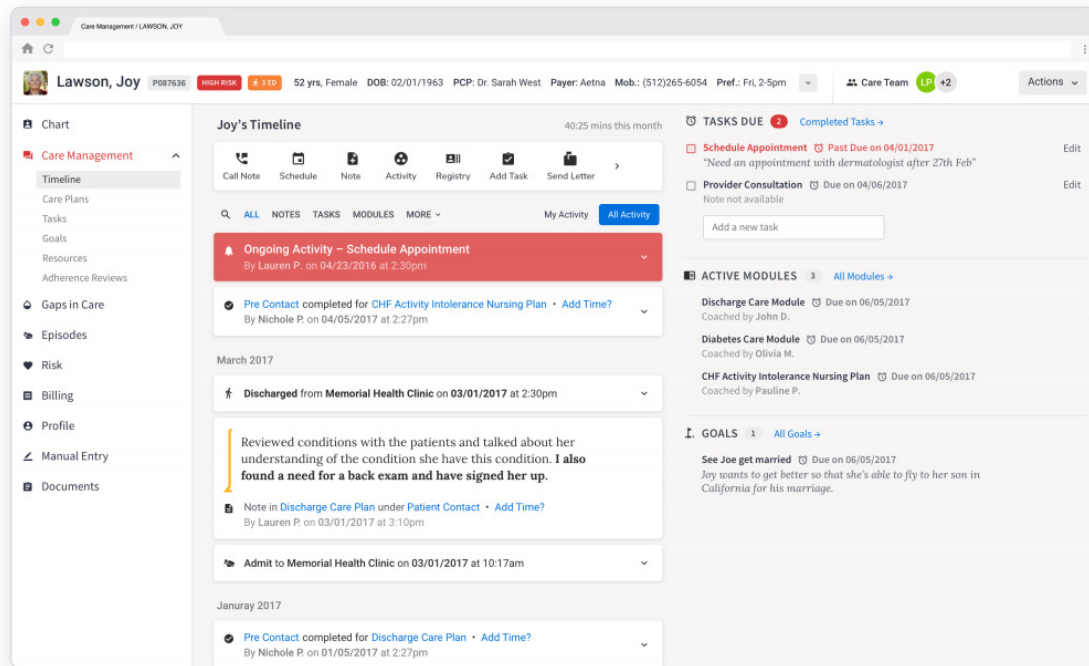 Care Management / LAWSON, JOY
Lawson, Joy P087636 HIGH RISK 3 ED 52 yrs, Female DOB: 02/01/1963 PCP: Dr. Sarah West Payer: Aetna Mob.: (512)265-6054 Pref.: Fri, 2-5pm Care Team LP +2 Actions
Chart
Care Management
Timeline
Care Plans
Tasks
Goals
Resources
Adherence Reviews
Gaps in Care
Episodes
Risk
Billing
Profile
Manual Entry
Documents
Joy's Timeline 40:25 mins this month
Call Note Schedule Note Activity Registry Add Task Send Letter
ALL NOTES TASKS MODULES MORE My Activity All Activity
Ongoing Activity – Schedule Appointment
By Lauren P. on 04/23/2016 at 2:30pm
Pre Contact completed for CHF Activity Intolerance Nursing Plan • Add Time?
By Nichole P. on 04/05/2017 at 2:27pm
March 2017
Discharged from Memorial Health Clinic on 03/01/2017 at 2:30pm
Reviewed conditions with the patients and talked about her
understanding of the condition she have this condition. I also
found a need for a back exam and have signed her up.
Note in Discharge Care Plan under Patient Contact • Add Time?
By Lauren P. on 03/01/2017 at 3:10pm
Admit to Memorial Health Clinic on 03/01/2017 at 10:17am
Januray 2017
Pre Contact completed for Discharge Care Plan • Add Time?
By Nichole P. on 01/05/2017 at 2:27pm
TASKS DUE 2 Completed Tasks →
Schedule Appointment Past Due on 04/01/2017 Edit
“Need an appointment with dermatologist after 27th Feb”
Provider Consultation Due on 04/06/2017 Edit
Note not available
Add a new task
ACTIVE MODULES 3 All Modules →
Discharge Care Module Due on 06/05/2017
Coached by John D.
Diabetes Care Module Due on 06/05/2017
Coached by Olivia M.
CHF Activity Intolerance Nursing Plan Due on 06/05/2017
Coached by Pauline P.
GOALS 1 All Goals →
See Joe get married Due on 06/05/2017
Joy wants to get better so that she's able to fly to her son in
California for his marriage.